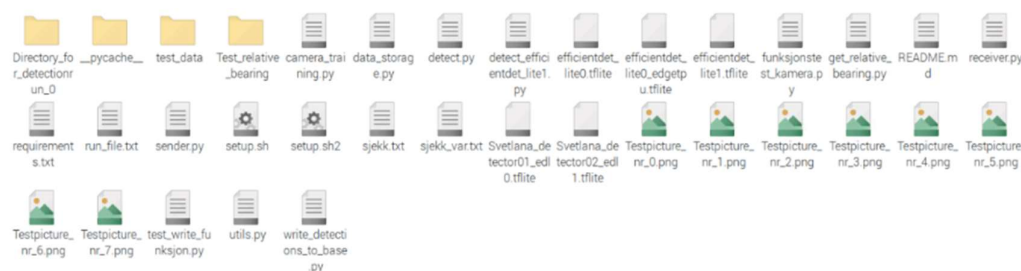 Directory_fo __pycache__ test_data Test_relative camera_trai data_storag detect.py detect_effici efficientdet_ efficientdet_ efficientdet_ funksjonste get_relative_ README.m receiver.py
r_detectionr _bearing ning.py e.py entdet_lite1. lite0.tflite lite0_edgetp lite1.tflite st_kamera.p bearing.py d
un_0 py u.tflite y
requirement run_file.txt sender.py setup.sh setup.sh2 sjekk.txt sjekk_var.txt Svetlana_de Svetlana_de Testpicture_ Testpicture_ Testpicture_ Testpicture_ Testpicture_ Testpicture_
s.txt tector01_edl tector02_edl nr_0.png nr_1.png nr_2.png nr_3.png nr_4.png nr_5.png
0.tflite 1.tflite
Testpicture_ Testpicture_ test_write_fu utils.py write_detecti
nr_6.png nr_7.png nksjon.py ons_to_base
.py